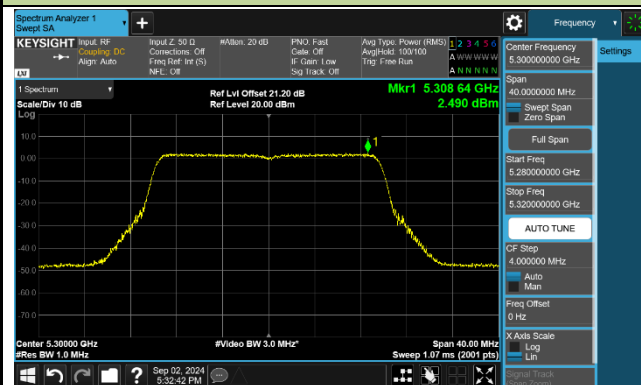 Spectrum Analyzer 1
Swept SA
Frequency
KEYSIGHT
Input: RF
Coupling: DC
Align: Auto
Input Z: 50 Ω
Corrections: Off
Freq Ref: Int (S)
NFE: Off
#Atten: 20 dB
PNO: Fast
Gate: Off
IF Gain: Low
Sig Track: Off
Avg Type: Power (RMS)
Avg|Hold: 100/100
Trig: Free Run
1 2 3 4 5 6
A W W W W W
A N N N N N
LXI
1 Spectrum
Scale/Div 10 dB
Log
Ref Lvl Offset 21.20 dB
Ref Level 20.00 dBm
Mkr1 5.308 64 GHz
2.490 dBm
1
10.0
0.00
-10.0
-20.0
-30.0
-40.0
-50.0
-60.0
-70.0
Center 5.30000 GHz
#Res BW 1.0 MHz
#Video BW 3.0 MHz*
Span 40.00 MHz
Sweep 1.07 ms (2001 pts)
Sep 02, 2024
5:32:42 PM
Center Frequency
5.300000000 GHz
Span
40.0000000 MHz
Swept Span
Zero Span
Full Span
Start Freq
5.280000000 GHz
Stop Freq
5.320000000 GHz
AUTO TUNE
CF Step
4.000000 MHz
Auto
Man
Freq Offset
0 Hz
X Axis Scale
Log
Lin
Signal Track
(Span Zoom)
Settings